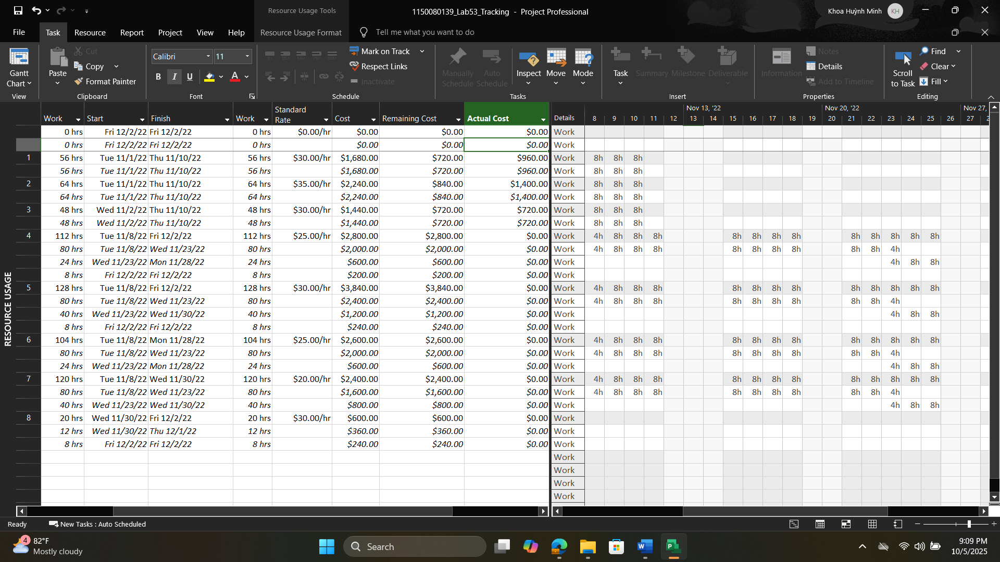 Resource Usage Tools
1150080139_Lab53_Tracking - Project Professional
Khoa Huỳnh Minh KH
File Task Resource Report Project View Help Resource Usage Format Tell me what you want to do
Gantt Chart
View
Paste
Cut
Copy
Format Painter
Clipboard
Calibri 11
B I U A
Font
Mark on Track
Respect Links
Inactivate
Schedule
Manually Schedule
Auto Schedule
Inspect
Move
Mode
Tasks
Task
Summary
Milestone
Deliverable
Insert
Information
Notes
Details
Add to Timeline
Properties
Scroll to Task
Find
Clear
Fill
Editing
Work Start Finish Work Standard Rate Cost Remaining Cost Actual Cost Details
Nov 13, '22 Nov 20, '22 Nov 27,
8 9 10 11 12 13 14 15 16 17 18 19 20 21 22 23 24 25 26 27 2
0 hrs Fri 12/2/22 Fri 12/2/22 0 hrs $0.00/hr $0.00 $0.00 $0.00 Work
0 hrs Fri 12/2/22 Fri 12/2/22 0 hrs $0.00 $0.00 $0.00 Work
1 56 hrs Tue 11/1/22 Thu 11/10/22 56 hrs $30.00/hr $1,680.00 $720.00 $960.00 Work 8h 8h 8h
56 hrs Tue 11/1/22 Thu 11/10/22 56 hrs $1,680.00 $720.00 $960.00 Work 8h 8h 8h
2 64 hrs Tue 11/1/22 Thu 11/10/22 64 hrs $35.00/hr $2,240.00 $840.00 $1,400.00 Work 8h 8h 8h
64 hrs Tue 11/1/22 Thu 11/10/22 64 hrs $2,240.00 $840.00 $1,400.00 Work 8h 8h 8h
3 48 hrs Wed 11/2/22 Thu 11/10/22 48 hrs $30.00/hr $1,440.00 $720.00 $720.00 Work 8h 8h 8h
48 hrs Wed 11/2/22 Thu 11/10/22 48 hrs $1,440.00 $720.00 $720.00 Work 8h 8h 8h
4 112 hrs Tue 11/8/22 Fri 12/2/22 112 hrs $25.00/hr $2,800.00 $2,800.00 $0.00 Work 4h 8h 8h 8h 8h 8h 8h 8h 8h 8h 8h 8h 8h
80 hrs Tue 11/8/22 Wed 11/23/22 80 hrs $2,000.00 $2,000.00 $0.00 Work 4h 8h 8h 8h 8h 8h 8h 8h 8h 8h 4h
24 hrs Wed 11/23/22 Mon 11/28/22 24 hrs $600.00 $600.00 $0.00 Work 4h 8h 8h
8 hrs Fri 12/2/22 Fri 12/2/22 8 hrs $200.00 $200.00 $0.00 Work
5 128 hrs Tue 11/8/22 Fri 12/2/22 128 hrs $30.00/hr $3,840.00 $3,840.00 $0.00 Work 4h 8h 8h 8h 8h 8h 8h 8h 8h 8h 8h 8h 8h
80 hrs Tue 11/8/22 Wed 11/23/22 80 hrs $2,400.00 $2,400.00 $0.00 Work 4h 8h 8h 8h 8h 8h 8h 8h 8h 8h 4h
40 hrs Wed 11/23/22 Wed 11/30/22 40 hrs $1,200.00 $1,200.00 $0.00 Work 4h 8h 8h
8 hrs Fri 12/2/22 Fri 12/2/22 8 hrs $240.00 $240.00 $0.00 Work
6 104 hrs Tue 11/8/22 Mon 11/28/22 104 hrs $25.00/hr $2,600.00 $2,600.00 $0.00 Work 4h 8h 8h 8h 8h 8h 8h 8h 8h 8h 8h 8h 8h
80 hrs Tue 11/8/22 Wed 11/23/22 80 hrs $2,000.00 $2,000.00 $0.00 Work 4h 8h 8h 8h 8h 8h 8h 8h 8h 8h 4h
24 hrs Wed 11/23/22 Mon 11/28/22 24 hrs $600.00 $600.00 $0.00 Work 4h 8h 8h
7 120 hrs Tue 11/8/22 Wed 11/30/22 120 hrs $20.00/hr $2,400.00 $2,400.00 $0.00 Work 4h 8h 8h 8h 8h 8h 8h 8h 8h 8h 8h 8h 8h
80 hrs Tue 11/8/22 Wed 11/23/22 80 hrs $1,600.00 $1,600.00 $0.00 Work 4h 8h 8h 8h 8h 8h 8h 8h 8h 8h 4h
40 hrs Wed 11/23/22 Wed 11/30/22 40 hrs $800.00 $800.00 $0.00 Work 4h 8h 8h
8 20 hrs Wed 11/30/22 Fri 12/2/22 20 hrs $30.00/hr $600.00 $600.00 $0.00 Work
12 hrs Wed 11/30/22 Thu 12/1/22 12 hrs $360.00 $360.00 $0.00 Work
8 hrs Fri 12/2/22 Fri 12/2/22 8 hrs $240.00 $240.00 $0.00 Work
Work
Work
Work
Work
RESOURCE USAGE
Ready New Tasks : Auto Scheduled
4 82°F
Mostly cloudy
Search
9:09 PM
10/5/2025